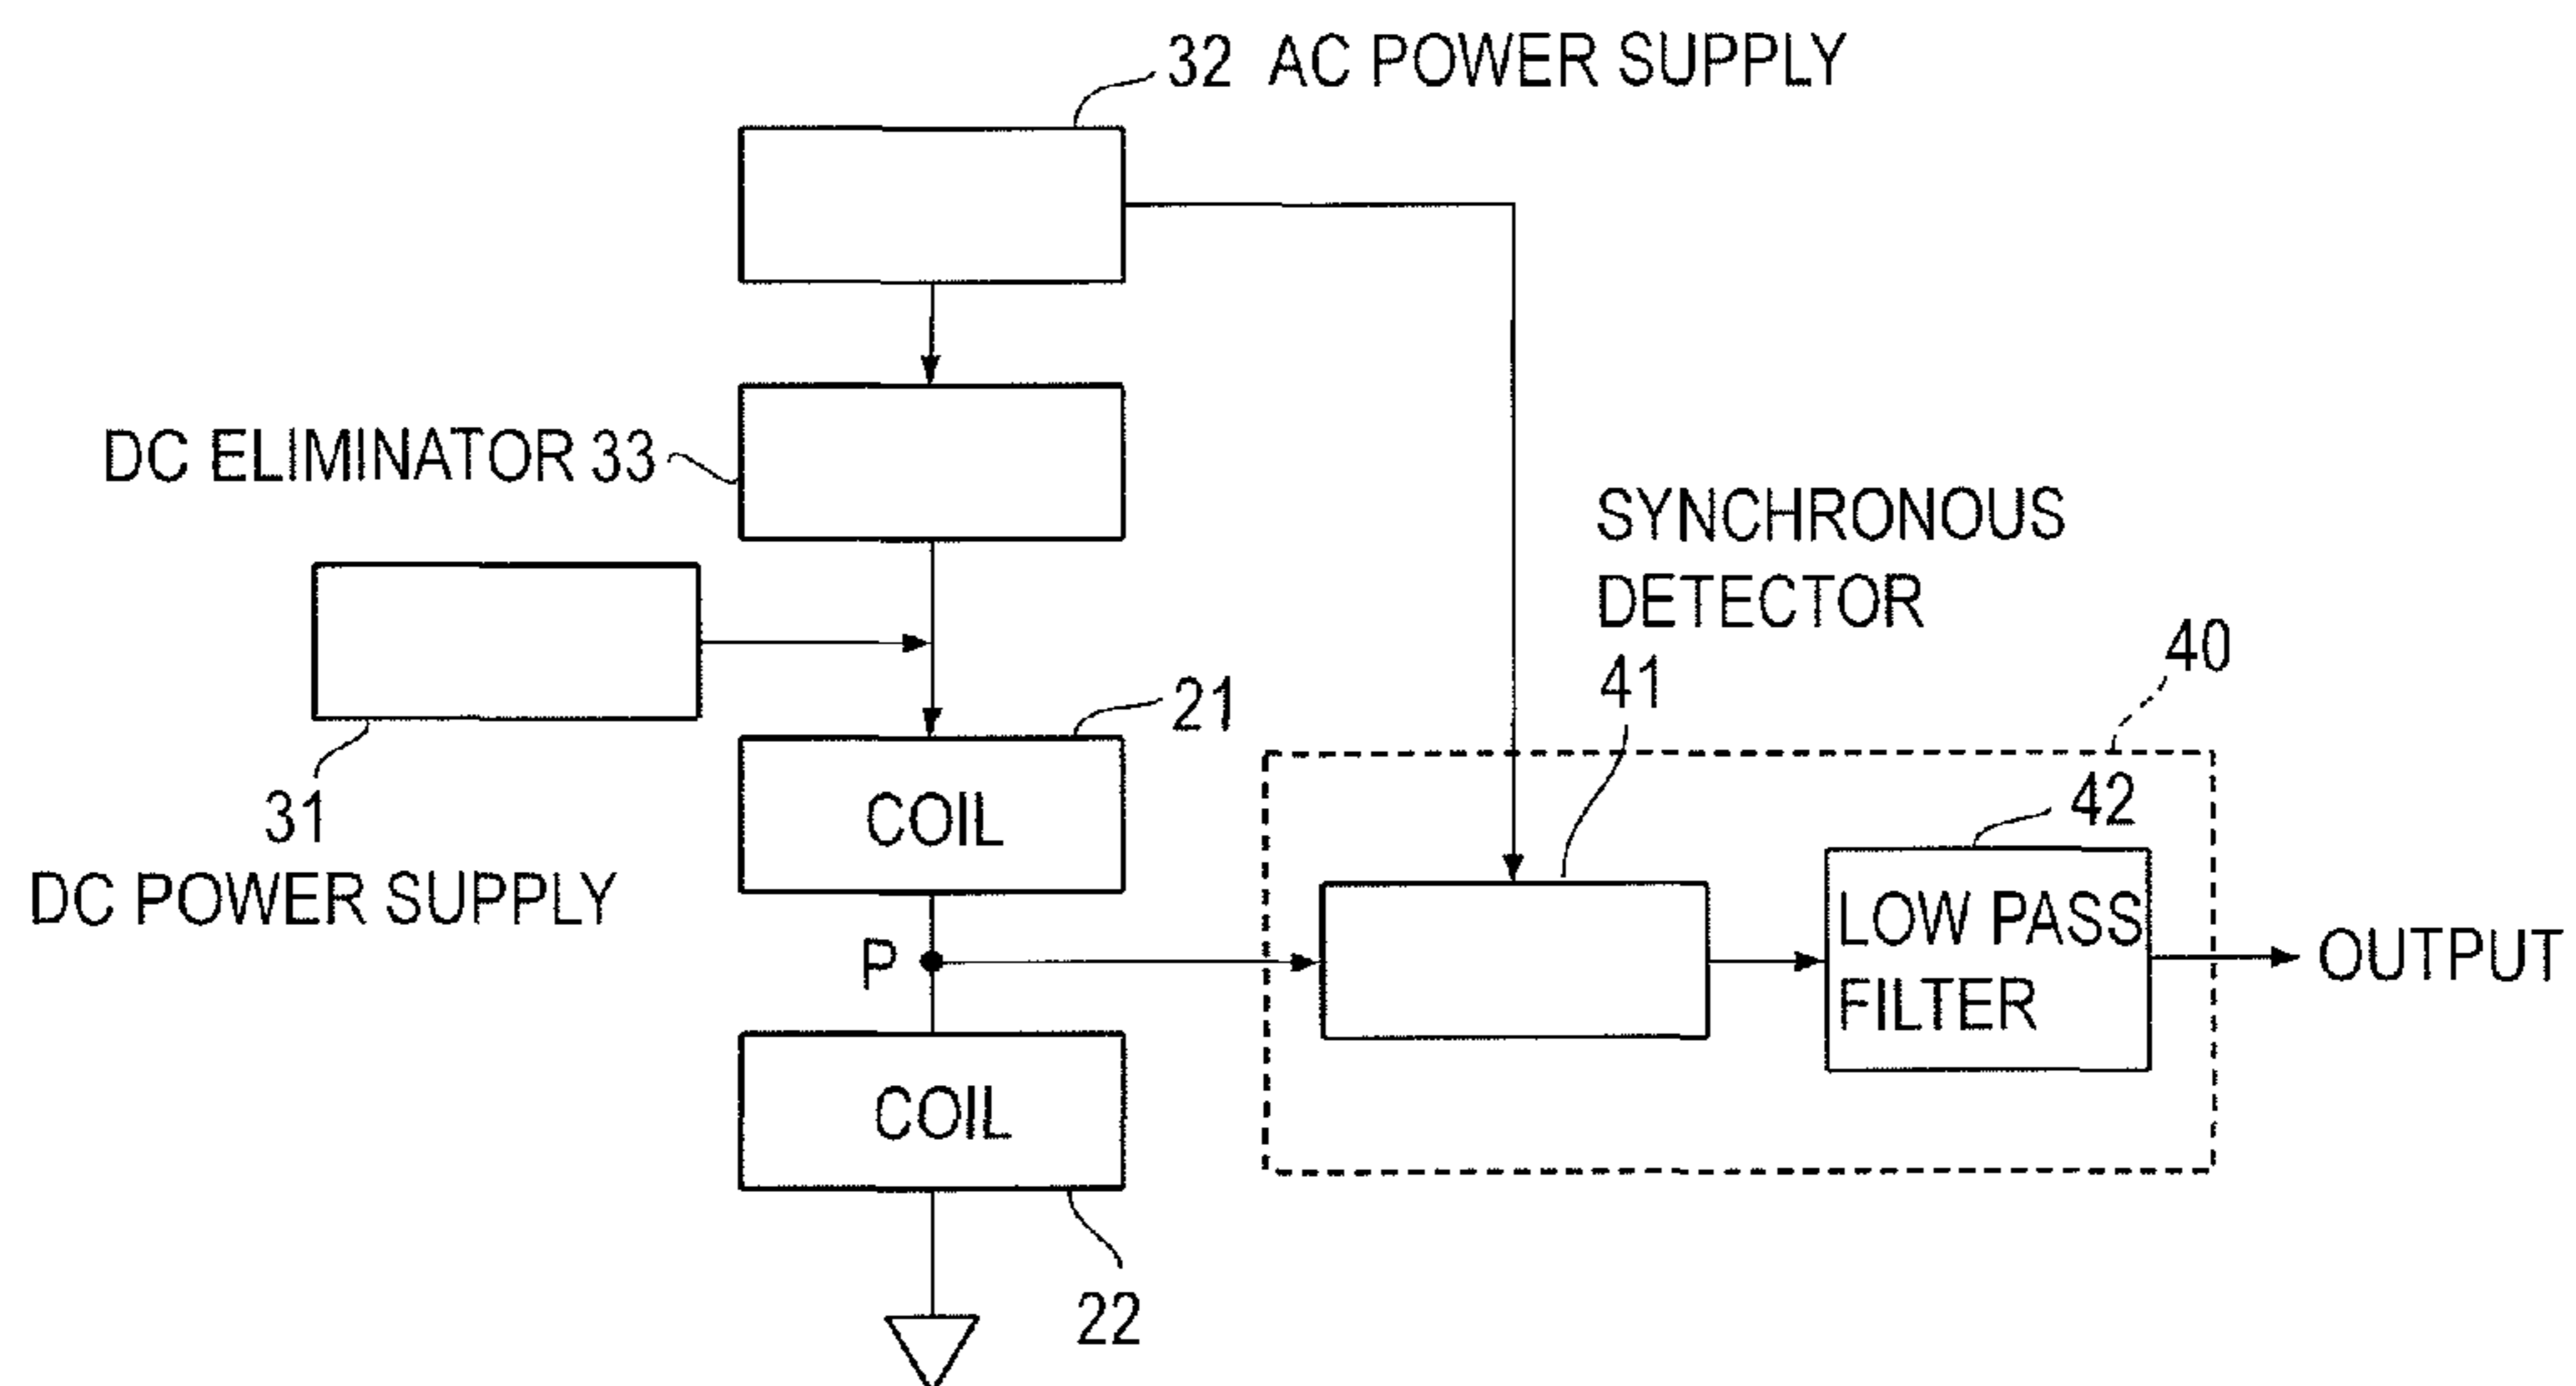 32 AC POWER SUPPLY
DC ELIMINATOR 33
SYNCHRONOUS
DETECTOR
41
40
21
31
DC POWER SUPPLY
COIL
42
P
LOW PASS
FILTER
OUTPUT
COIL
22